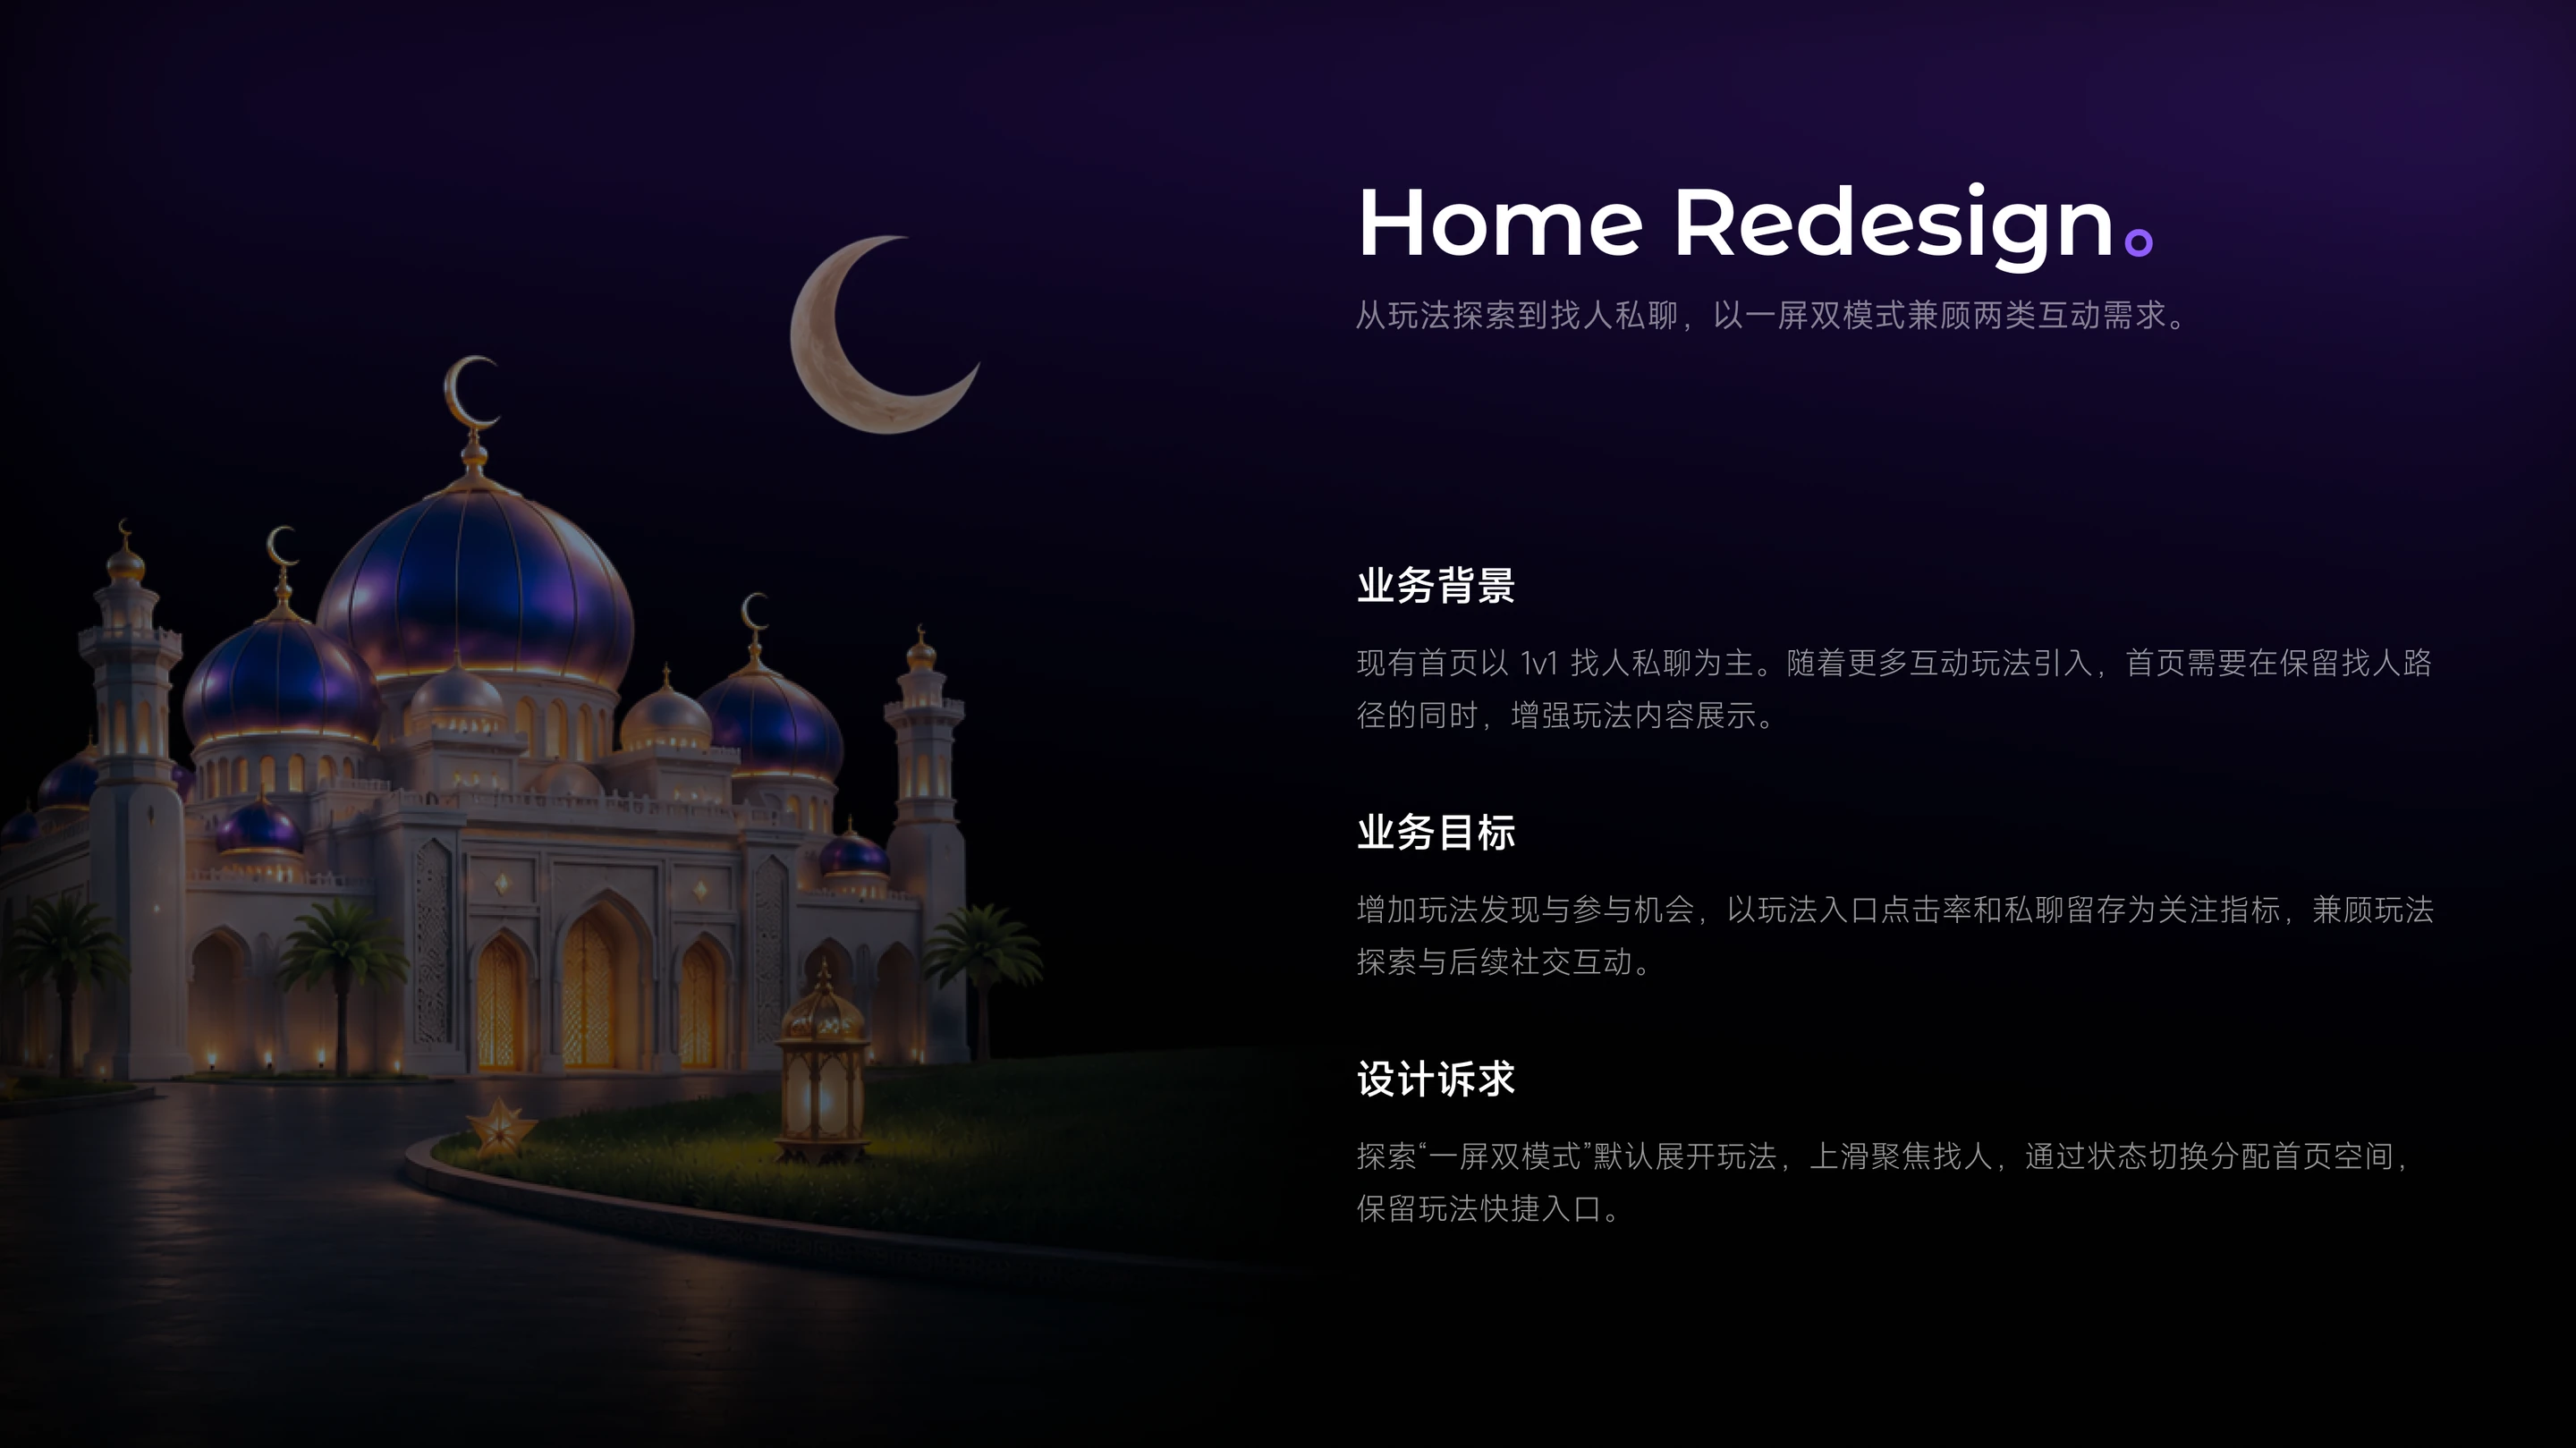 Home Redesign
从玩法探索到找人私聊，以一屏双模式兼顾两类互动需求。
业务背景
现有首页以 1v1 找人私聊为主。随着更多互动玩法引入，首页需要在保留找人路
径的同时，增强玩法内容展示。
业务目标
增加玩法发现与参与机会，以玩法入口点击率和私聊留存为关注指标，兼顾玩法
探索与后续社交互动。
设计诉求
探索“一屏双模式”默认展开玩法，上滑聚焦找人，通过状态切换分配首页空间，
保留玩法快捷入口。